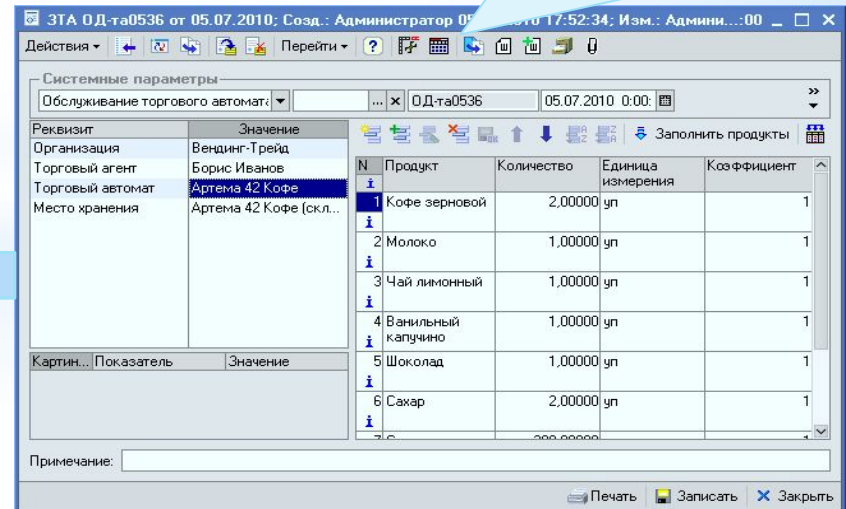 ЗТА ОД-та0536 от 05.07.2010; Созд.: Администратор 05 2010 17:52:34; Изм.: Админи...:00
Действия Перейти
Системные параметры
Обслуживание торгового автомата ... × ОД-та0536 05.07.2010 0:00:
Реквизит Значение
Организация Вендинг-Трейд
Торговый агент Борис Иванов
Торговый автомат Артема 42 Кофе
Место хранения Артема 42 Кофе (скл...
Картин... Показатель Значение
Заполнить продукты
N Продукт Количество Единица измерения Коэффициент
1 Кофе зерновой 2,00000 уп 1
2 Молоко 1,00000 уп 1
3 Чай лимонный 1,00000 уп 1
4 Ванильный капучино 1,00000 уп 1
5 Шоколад 1,00000 уп 1
6 Сахар 2,00000 уп 1
Примечание:
Печать Записать Закрыть